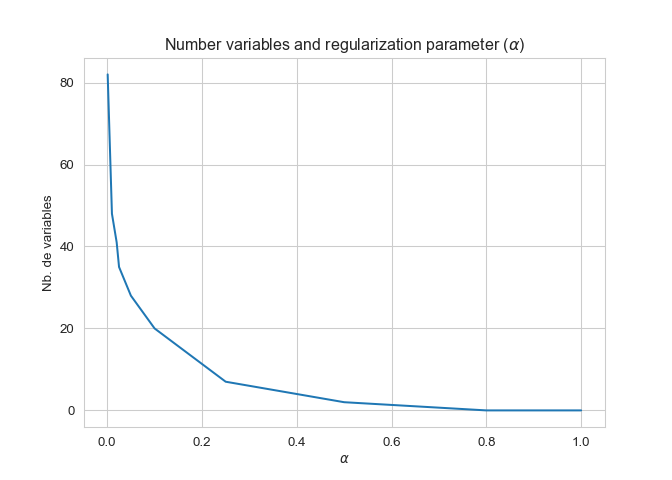 Number variables and regularization parameter (α)
80
60
40
20
0
Nb. de variables
0.0 0.2 0.4 0.6 0.8 1.0
α